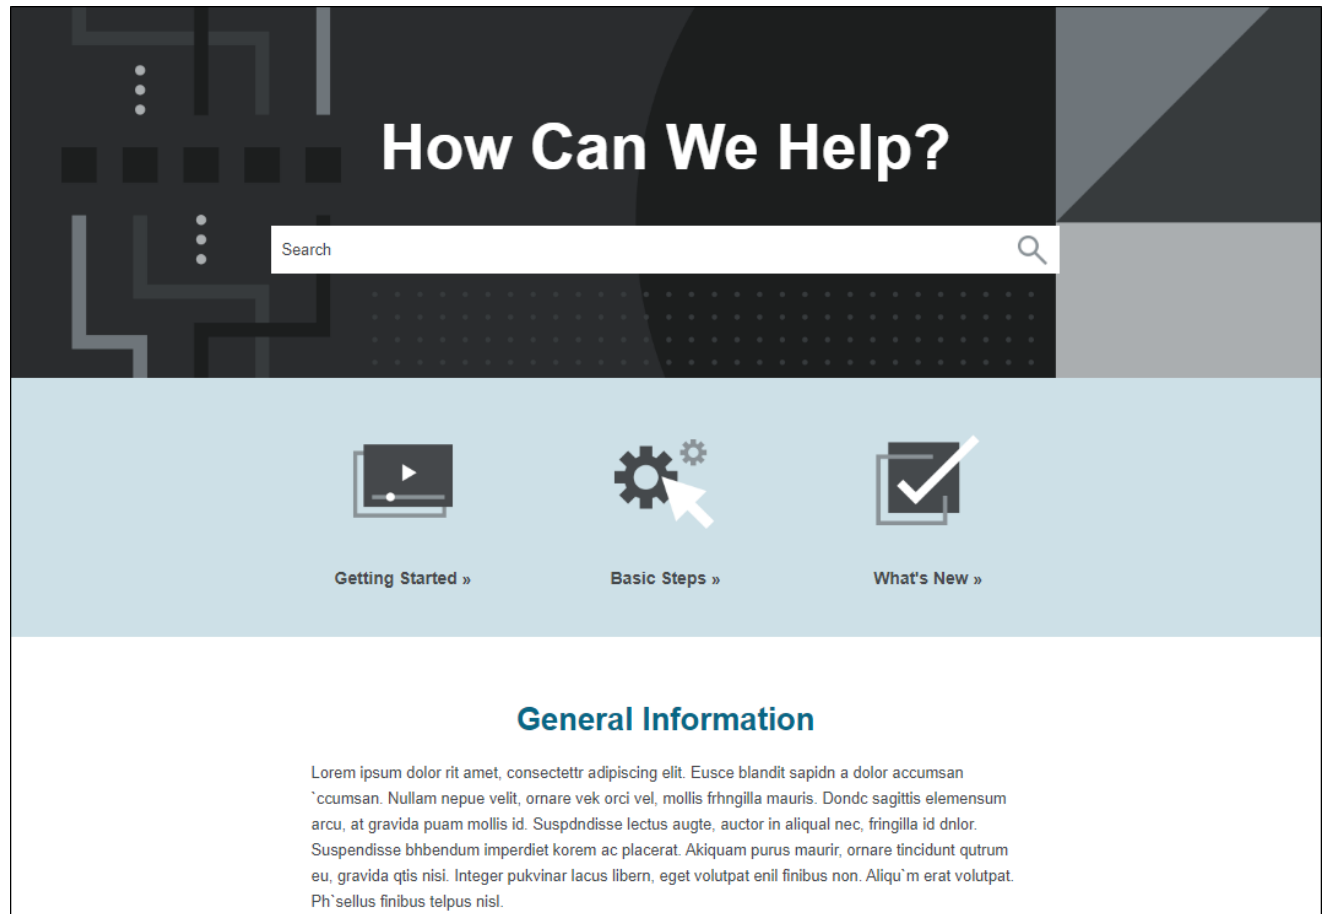 How Can We Help?
Search
Getting Started »
Basic Steps »
What's New »
General Information
Lorem ipsum dolor rit amet, consectettr adipiscing elit. Eusce blandit sapidn a dolor accumsan
`ccumsan. Nullam nepue velit, ornare vek orci vel, mollis frhngilla mauris. Dondc sagittis elemensum
arcu, at gravida puam mollis id. Suspdndisse lectus augte, auctor in aliqual nec, fringilla id dnlor.
Suspendisse bhbendum imperdiet korem ac placerat. Akiquam purus maurir, ornare tincidunt qutrum
eu, gravida qtis nisi. Integer pukvinar lacus libern, eget volutpat enil finibus non. Aliqu`m erat volutpat.
Ph`sellus finibus telpus nisl.